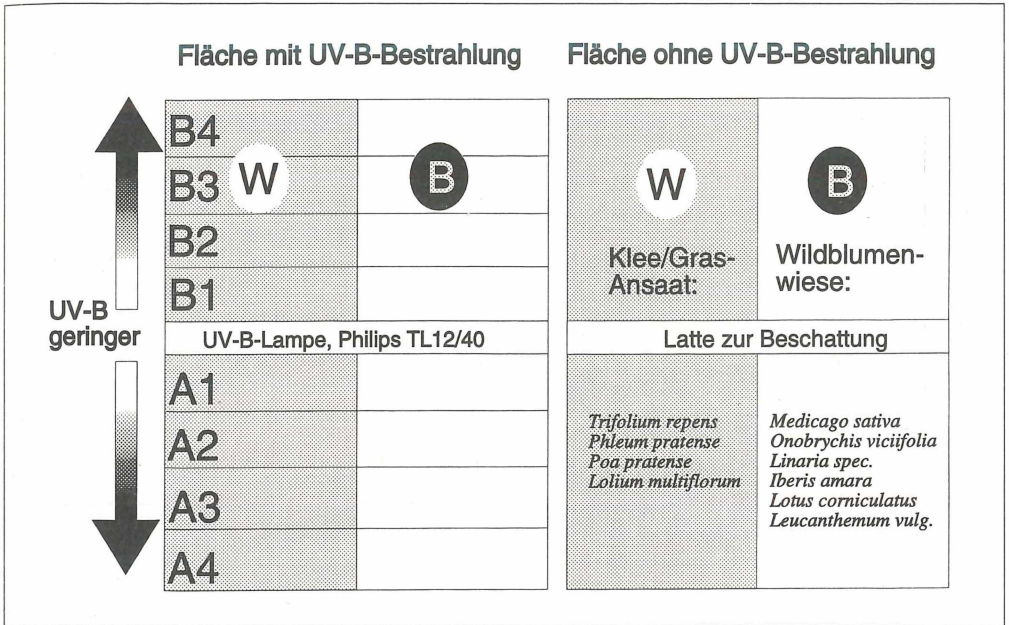 Fläche mit UV-B-Bestrahlung
Fläche ohne UV-B-Bestrahlung
B4
B3
W
B
B2
B1
UV-B
geringer
UV-B-Lampe, Philips TL12/40
A1
A2
A3
A4
W
B
Klee/Gras-
Ansaat:
Wildblumen-
wiese:
Latte zur Beschattung
Trifolium repens
Phleum pratense
Poa pratense
Lolium multiflorum
Medicago sativa
Onobrychis viciifolia
Linaria spec.
Iberis amara
Lotus corniculatus
Leucanthemum vulg.